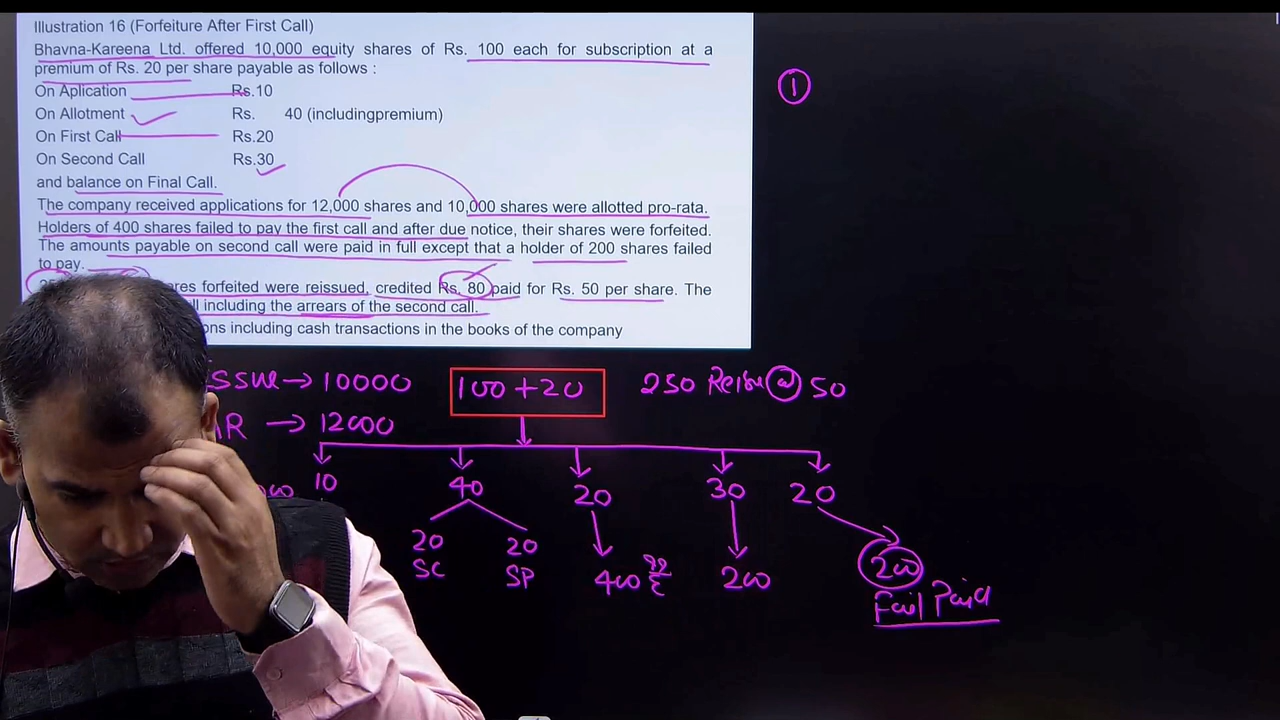 Illustration 16 (Forfeiture After First Call)
Bhavna-Kareena Ltd. offered 10,000 equity shares of Rs. 100 each for subscription at a
premium of Rs. 20 per share payable as follows :
On Aplication Rs.10
On Allotment Rs. 40 (includingpremium)
On First Call Rs.20
On Second Call Rs.30
and balance on Final Call.
The company received applications for 12,000 shares and 10,000 shares were allotted pro-rata.
Holders of 400 shares failed to pay the first call and after due notice, their shares were forfeited.
The amounts payable on second call were paid in full except that a holder of 200 shares failed
to pay.
ares forfeited were reissued, credited Rs. 80 paid for Rs. 50 per share. The
ll including the arrears of the second call.
ons including cash transactions in the books of the company
1
Issue → 10000 100 + 20 250 Reissue @ 50
AR → 12000
10 40 20 30 20
20 20 400 200 200
SC SP Fail Paid